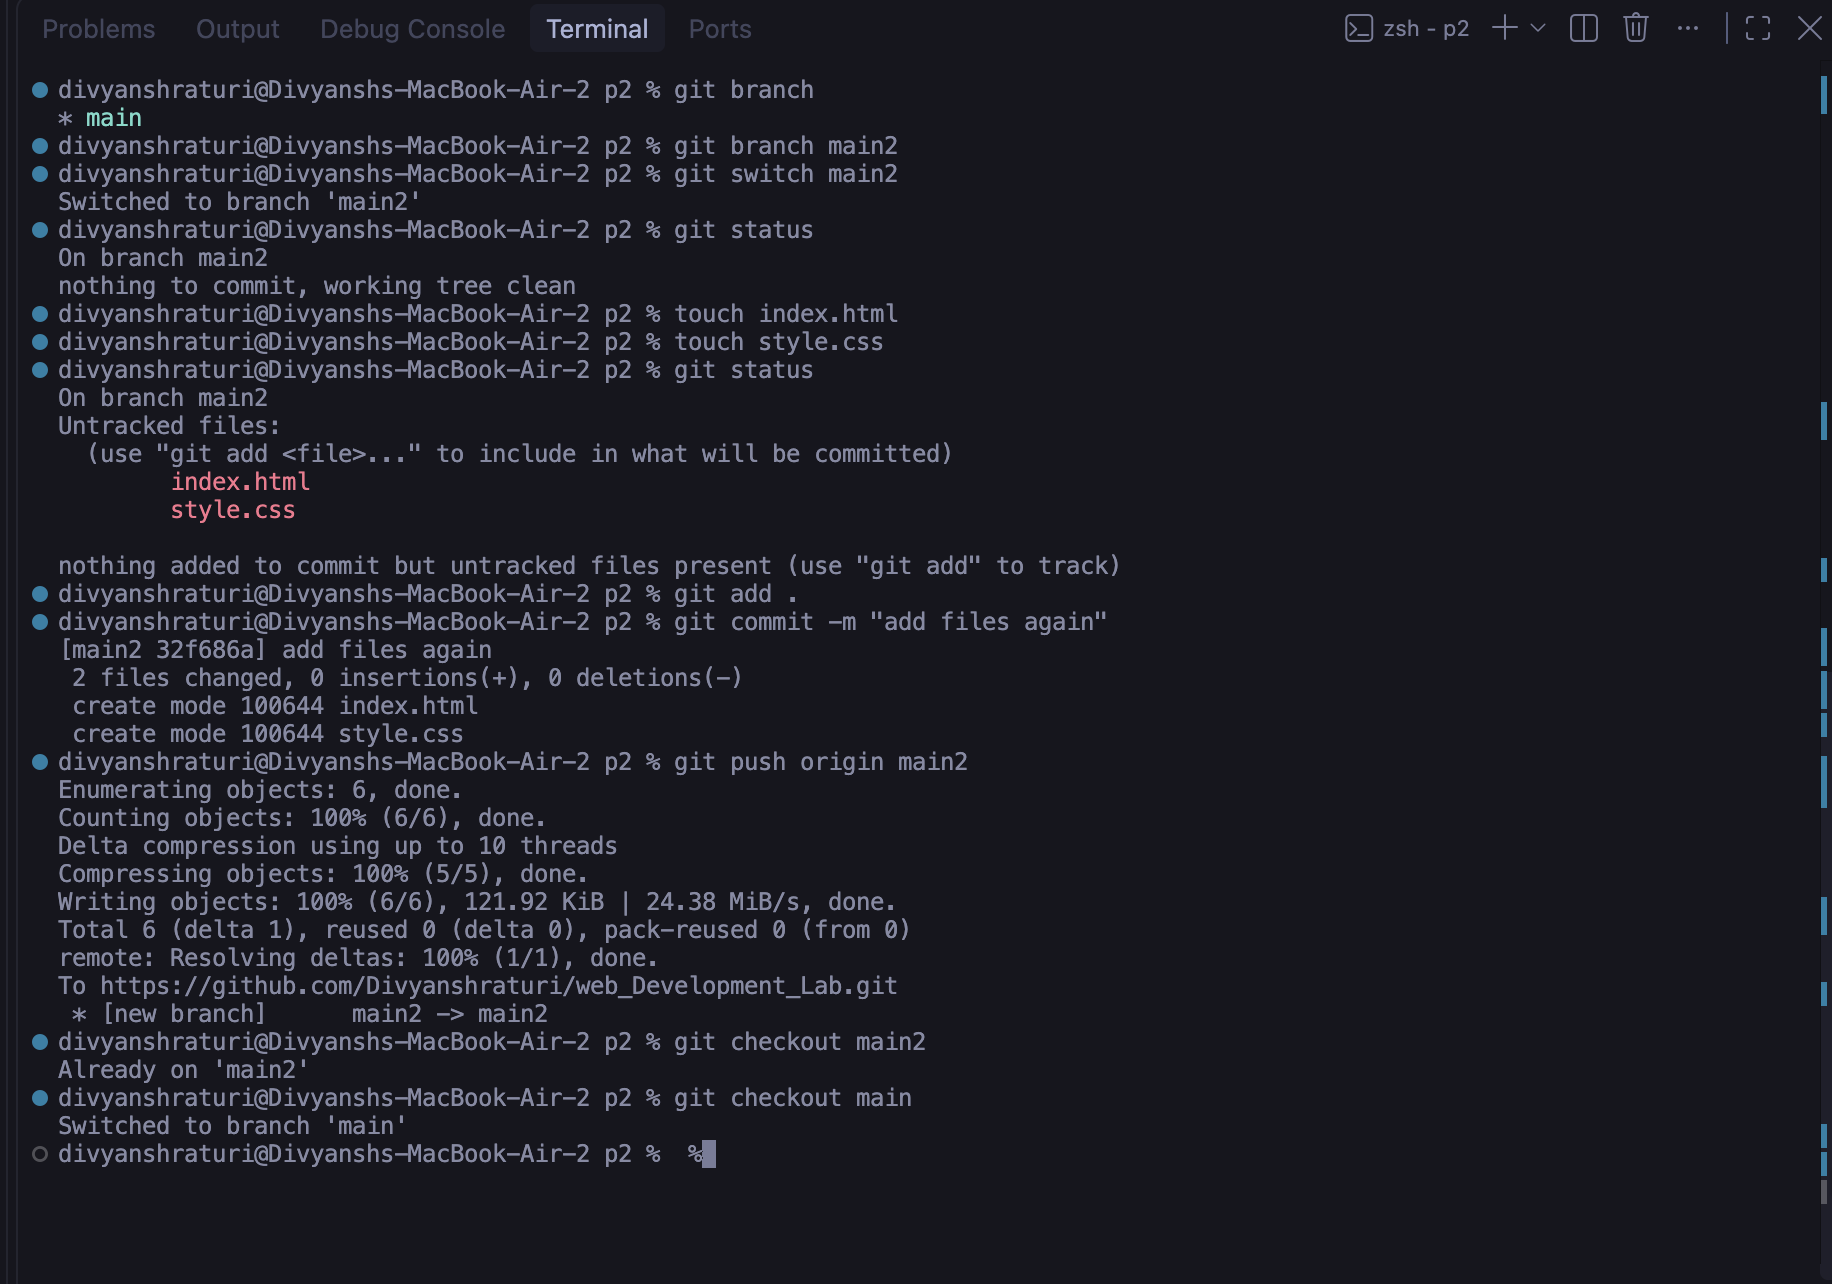 Problems Output Debug Console Terminal Ports zsh - p2
divyanshraturi@Divyanshs-MacBook-Air-2 p2 % git branch
* main
divyanshraturi@Divyanshs-MacBook-Air-2 p2 % git branch main2
divyanshraturi@Divyanshs-MacBook-Air-2 p2 % git switch main2
Switched to branch 'main2'
divyanshraturi@Divyanshs-MacBook-Air-2 p2 % git status
On branch main2
nothing to commit, working tree clean
divyanshraturi@Divyanshs-MacBook-Air-2 p2 % touch index.html
divyanshraturi@Divyanshs-MacBook-Air-2 p2 % touch style.css
divyanshraturi@Divyanshs-MacBook-Air-2 p2 % git status
On branch main2
Untracked files:
  (use "git add <file>..." to include in what will be committed)
        index.html
        style.css

nothing added to commit but untracked files present (use "git add" to track)
divyanshraturi@Divyanshs-MacBook-Air-2 p2 % git add .
divyanshraturi@Divyanshs-MacBook-Air-2 p2 % git commit -m "add files again"
[main2 32f686a] add files again
 2 files changed, 0 insertions(+), 0 deletions(-)
 create mode 100644 index.html
 create mode 100644 style.css
divyanshraturi@Divyanshs-MacBook-Air-2 p2 % git push origin main2
Enumerating objects: 6, done.
Counting objects: 100% (6/6), done.
Delta compression using up to 10 threads
Compressing objects: 100% (5/5), done.
Writing objects: 100% (6/6), 121.92 KiB | 24.38 MiB/s, done.
Total 6 (delta 1), reused 0 (delta 0), pack-reused 0 (from 0)
remote: Resolving deltas: 100% (1/1), done.
To https://github.com/Divyanshraturi/web_Development_Lab.git
 * [new branch]      main2 -> main2
divyanshraturi@Divyanshs-MacBook-Air-2 p2 % git checkout main2
Already on 'main2'
divyanshraturi@Divyanshs-MacBook-Air-2 p2 % git checkout main
Switched to branch 'main'
divyanshraturi@Divyanshs-MacBook-Air-2 p2 %  %